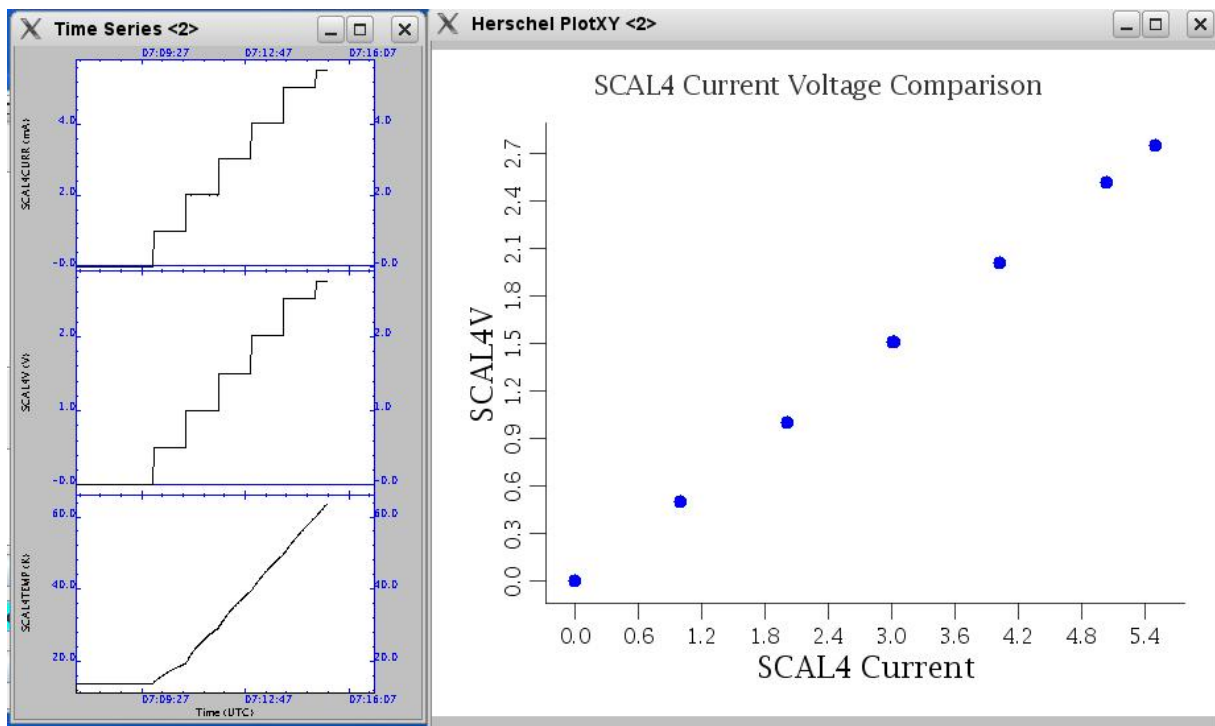 Time Series <2>
07:09:27 07:12:47 07:16:07
SCAL4CURR (mA)
4.0 4.0
2.0 2.0
-0.0 -0.0
SCAL4V (V)
2.0 2.0
1.0 1.0
-0.0 -0.0
SCAL4TEMP (K)
60.0 60.0
40.0 40.0
20.0 20.0
07:09:27 07:12:47 07:16:07
Time (UTC)
Herschel PlotXY <2>
SCAL4 Current Voltage Comparison
SCAL4V
2.7
2.4
2.1
1.8
1.5
1.2
0.9
0.6
0.3
0.0
0.0 0.6 1.2 1.8 2.4 3.0 3.6 4.2 4.8 5.4
SCAL4 Current